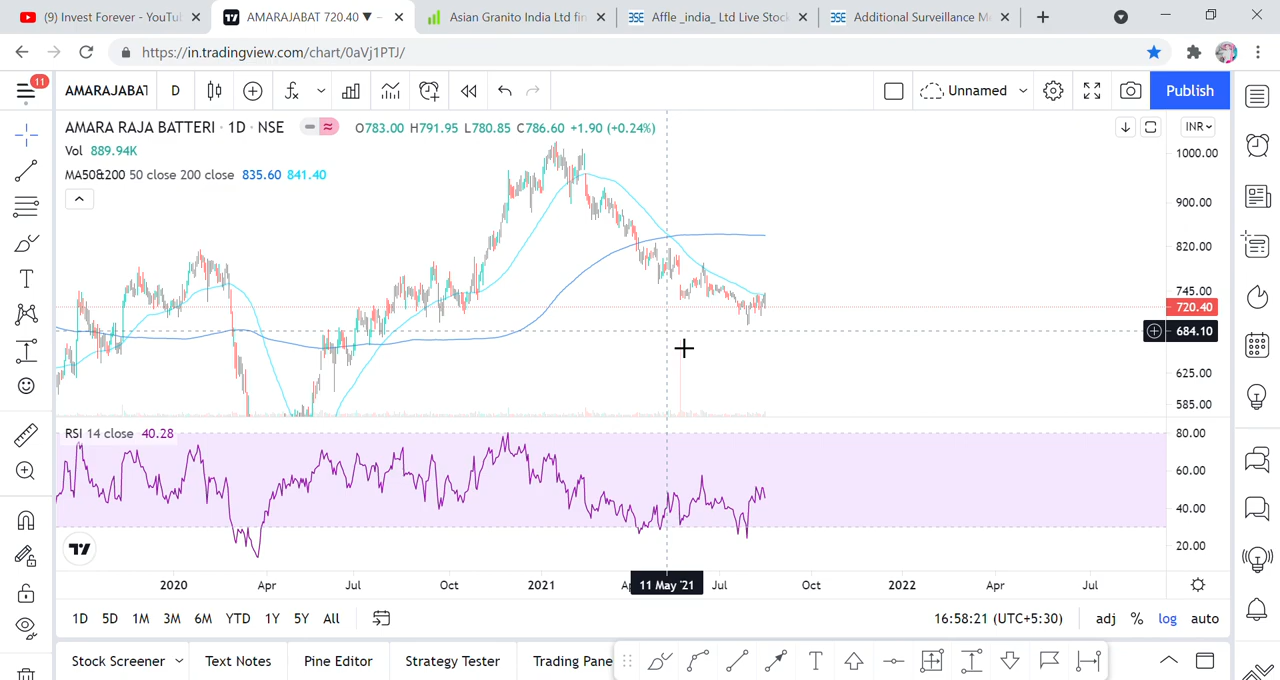 (9) Invest Forever - YouTu
AMARAJABAT 720.40 ▼ −
Asian Granito India Ltd fin
Affle _india_ Ltd Live Stock
Additional Surveillance M
https://in.tradingview.com/chart/0aVj1PTJ/
11
AMARAJABAT
D
Unnamed
Publish
AMARA RAJA BATTERI · 1D · NSE
O783.00 H791.95 L780.85 C786.60 +1.90 (+0.24%)
INR
Vol 889.94K
MA50&200 50 close 200 close 835.60 841.40
1000.00
900.00
820.00
745.00
720.40
684.10
625.00
585.00
RSI 14 close 40.28
80.00
60.00
40.00
20.00
2020 Apr Jul Oct 2021 Ap 11 May '21 Jul Oct 2022 Apr Jul
1D 5D 1M 3M 6M YTD 1Y 5Y All
16:58:21 (UTC+5:30) adj % log auto
Stock Screener Text Notes Pine Editor Strategy Tester Trading Pane